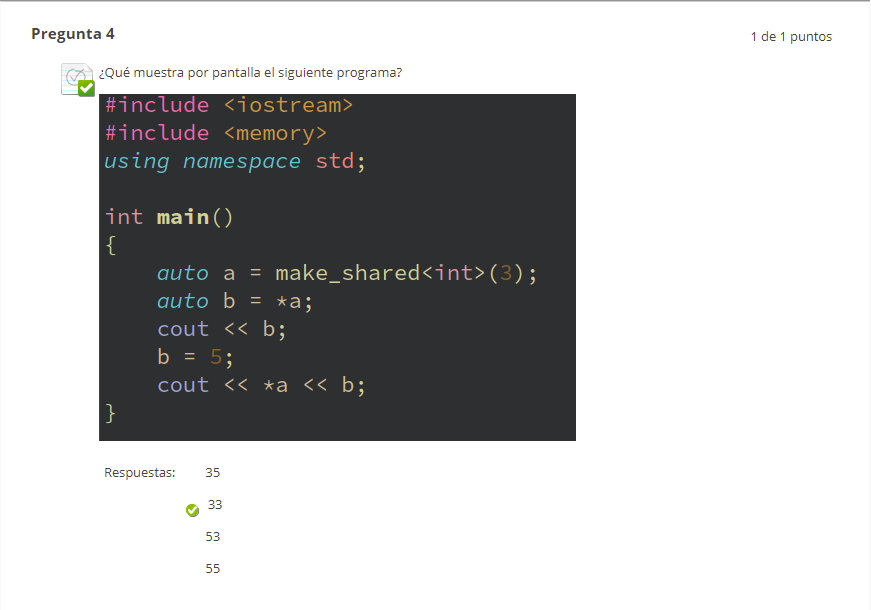 Pregunta 4
1 de 1 puntos
¿Qué muestra por pantalla el siguiente programa?
#include <iostream>
#include <memory>
using namespace std;
int main()
{
    auto a = make_shared<int>(3);
    auto b = *a;
    cout << b;
    b = 5;
    cout << *a << b;
}
Respuestas: 35
33
53
55